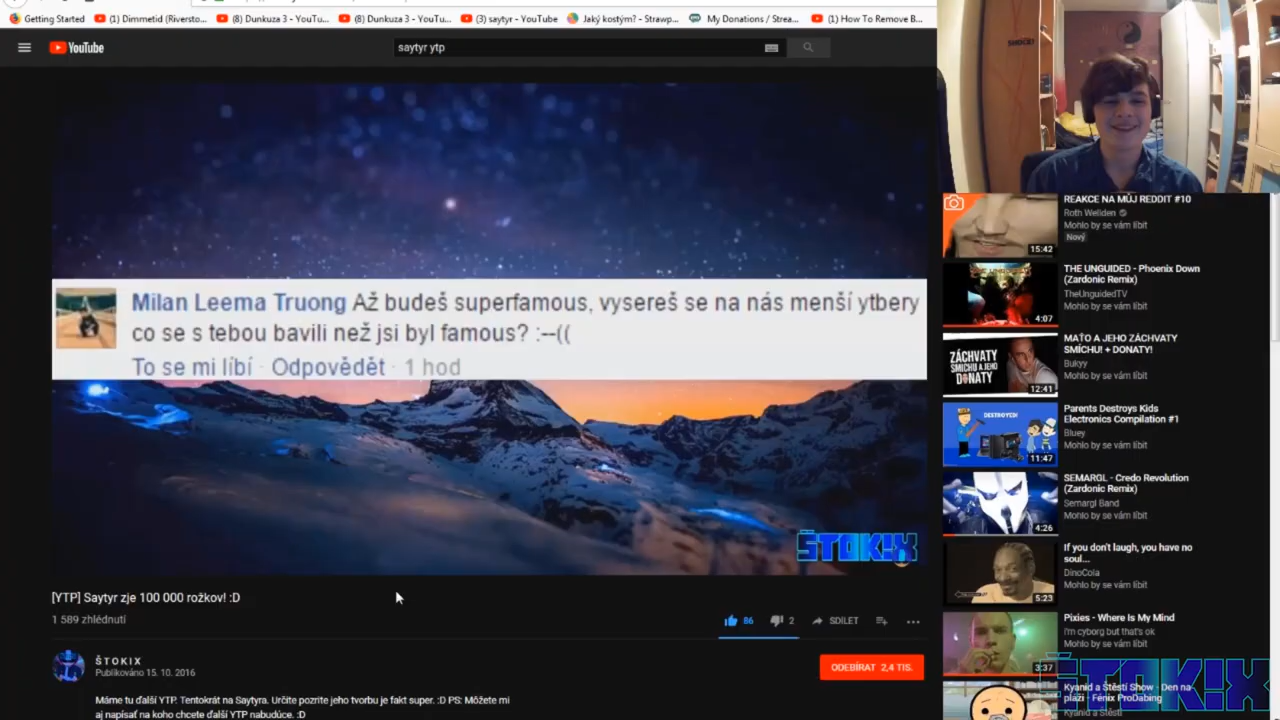 Getting Started
(1) Dimmetid (Riversto...
(8) Dunkuza 3 - YouTu...
(8) Dunkuza 3 - YouTu...
(3) saytyr - YouTube
Jaký kostým? - Strawp...
My Donations / Strea...
(1) How To Remove B...
YouTube
saytyr ytp
Milan Leema Truong Až budeš superfamous, vysereš se na nás menší ytbery
co se s tebou bavili než jsi byl famous? :--((
To se mi líbí · Odpovědět · 1 hod
ŠTOKIX
[YTP] Saytyr zje 100 000 rožkov! :D
1 589 zhlédnutí
86
2
SDÍLET
ŠTOKIX
Publikováno 15. 10. 2016
ODEBÍRAT 2,4 TIS.
Máme tu ďalší YTP. Tentokrát na Saytyra.
Môžete mi
aj napísať na koho chcete ďalší YTP nabudúce. :D
SHOCK!
REAKCE NA MŮJ REDDIT #10
Roth Wellden
Mohlo by se vám líbit
Nový
15:42
THE UNGUIDED - Phoenix Down
(Zardonic Remix)
TheUnguidedTV
Mohlo by se vám líbit
4:07
MAŤO A JEHO ZÁCHVATY
SMÍCHU! + DONATY!
Bukyy
Mohlo by se vám líbit
ZÁCHVATY
SMÍCHU A JEHO
DONATY
12:41
Parents Destroys Kids
Electronics Compilation #1
Bluey
Mohlo by se vám líbit
DESTROYED!
11:47
SEMARGL - Credo Revolution
(Zardonic Remix)
Semargl Band
Mohlo by se vám líbit
4:26
If you don't laugh, you have no
soul...
DinoCola
Mohlo by se vám líbit
5:23
Pixies - Where Is My Mind
i'm cyborg but that's ok
Mohlo by se vám líbit
3:37
Kyanid a Štěstí Show - Den na
pláži - Fénix ProDabing
Kyanid a Štěstí
ŠTOKIX